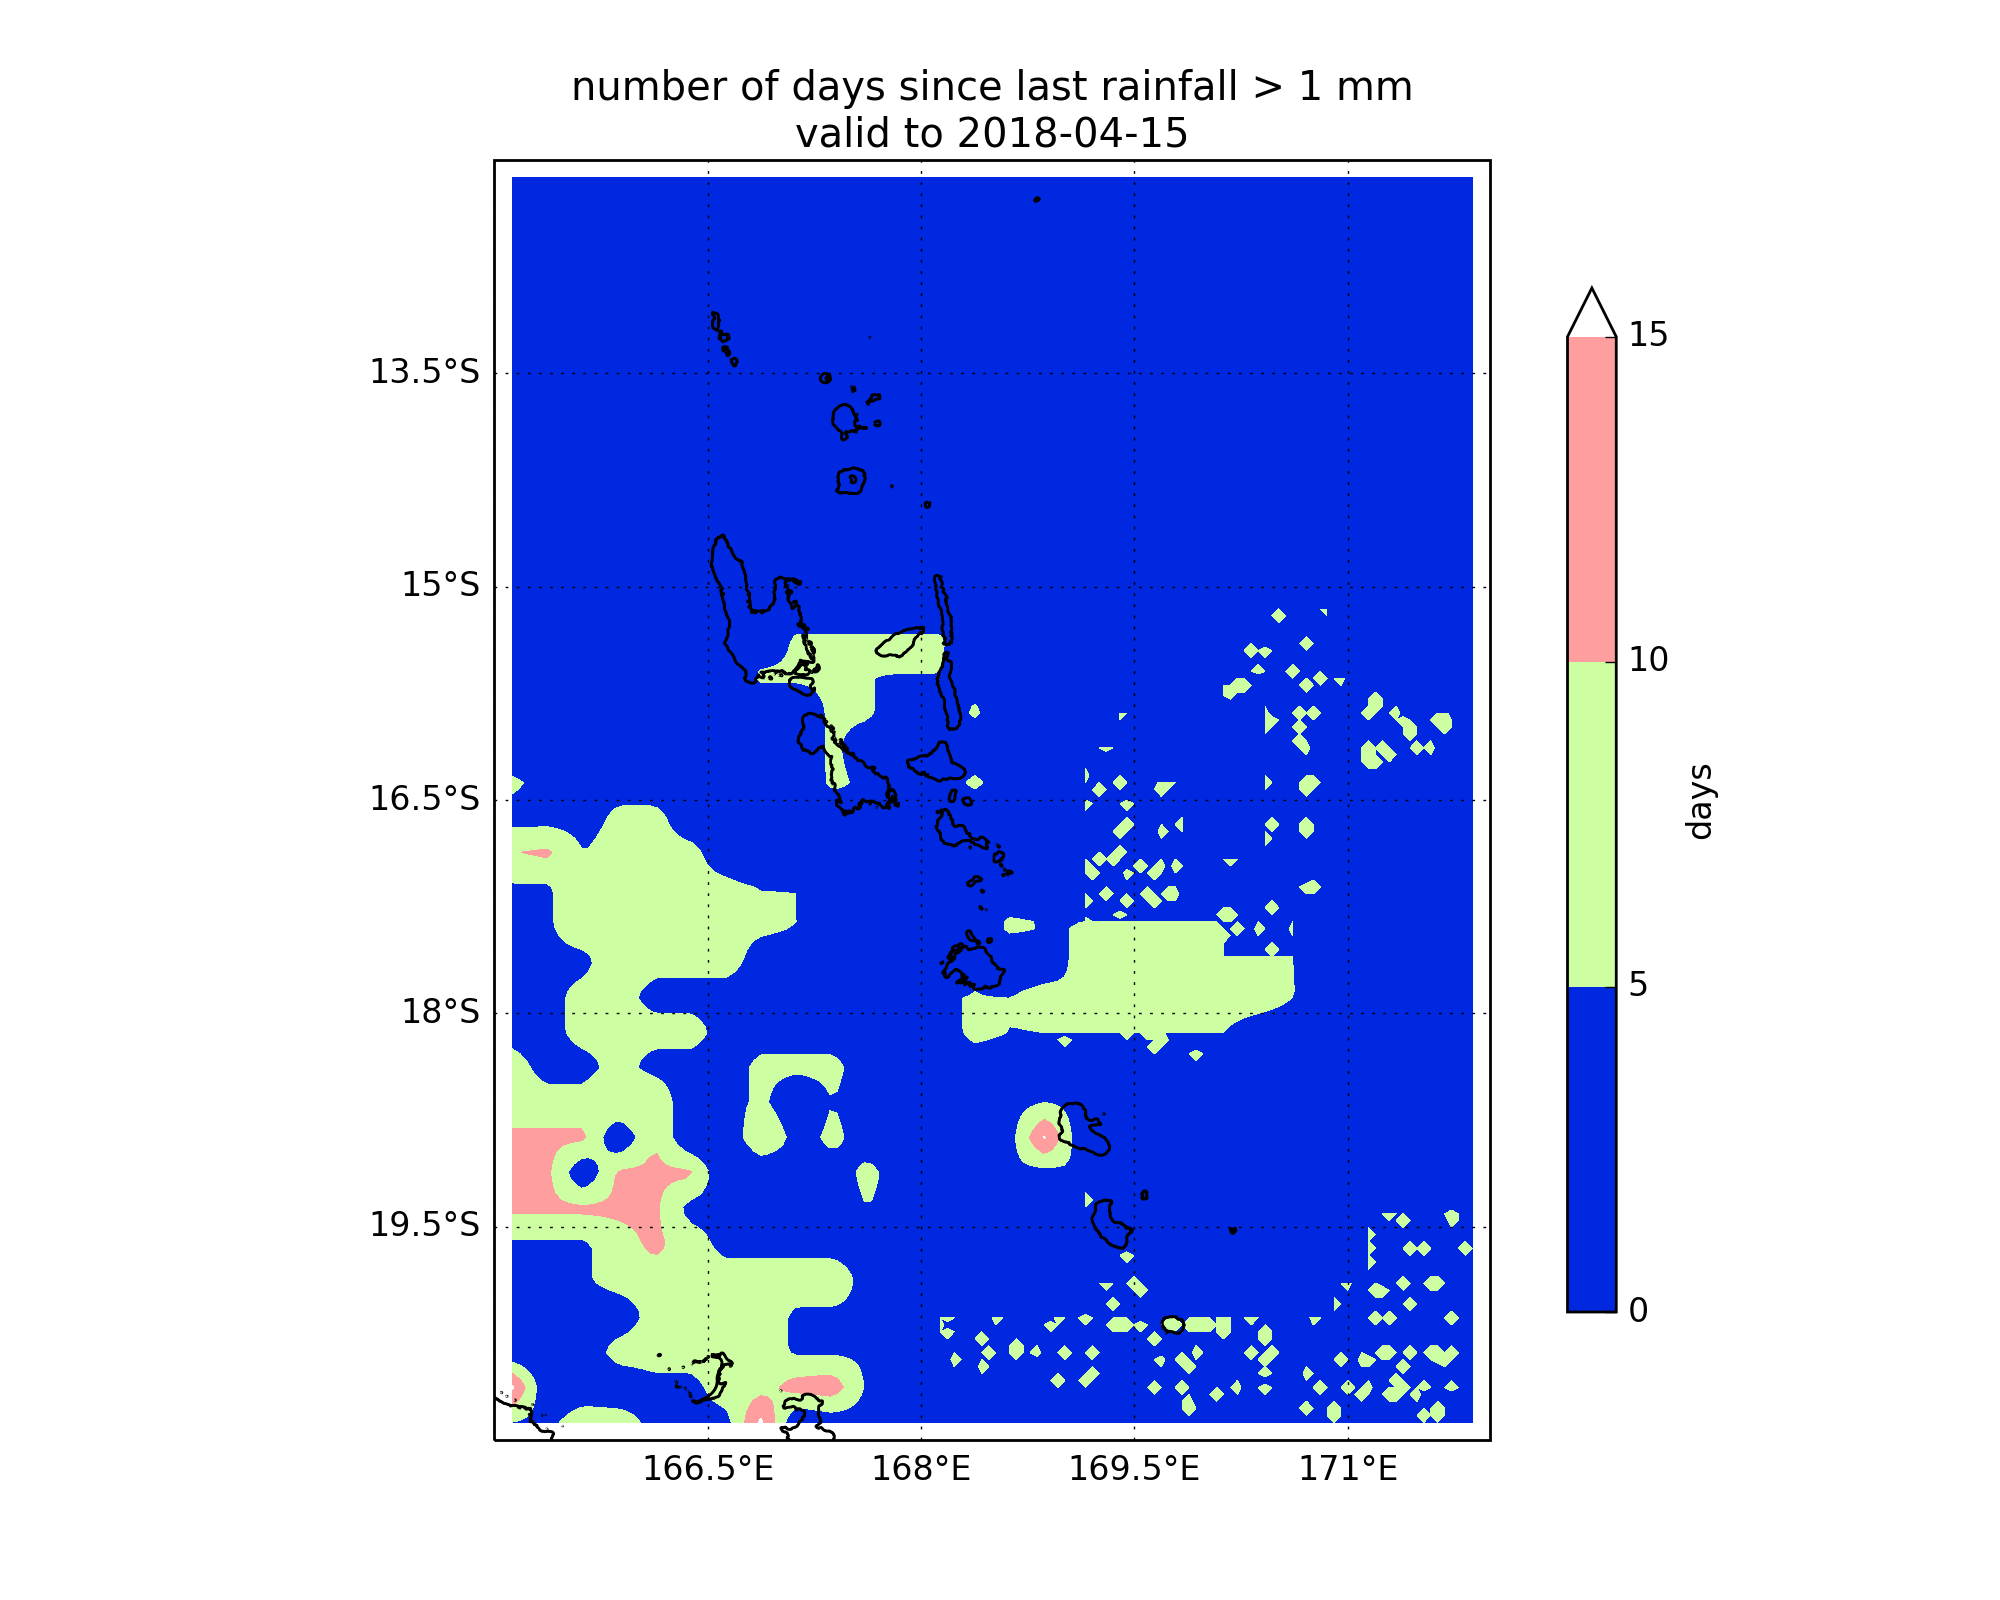 number of days since last rainfall > 1 mm
valid to 2018-04-15
13.5°S
15°S
16.5°S
18°S
19.5°S
166.5°E
168°E
169.5°E
171°E
15
10
5
0
days